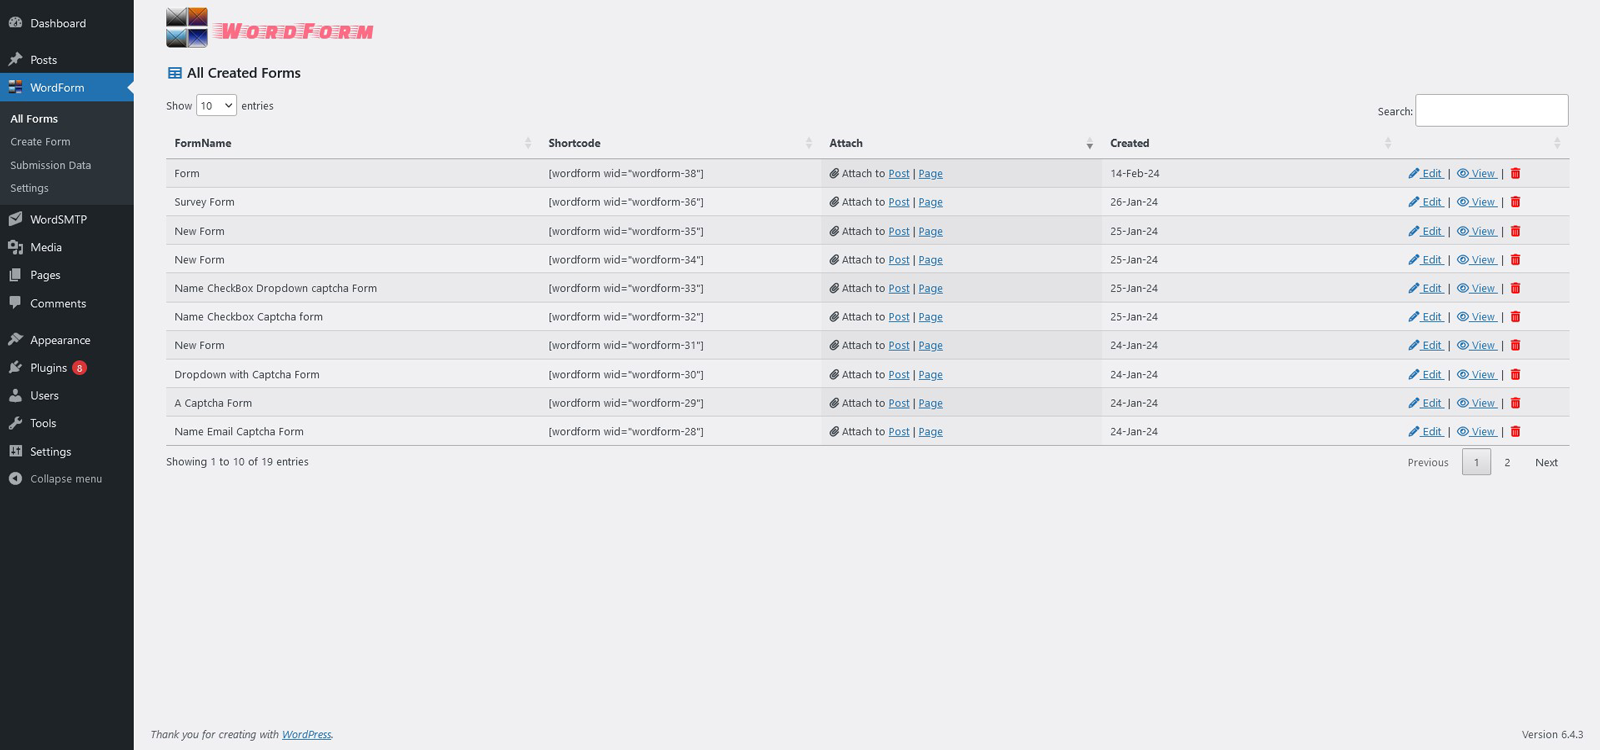 Dashboard
Posts
WordForm
All Forms
Create Form
Submission Data
Settings
WordSMTP
Media
Pages
Comments
Appearance
Plugins 8
Users
Tools
Settings
Collapse menu
WordForm
All Created Forms
Show 10 entries
Search:
FormName Shortcode Attach Created
Form [wordform wid="wordform-38"] Attach to Post | Page 14-Feb-24 Edit | View |
Survey Form [wordform wid="wordform-36"] Attach to Post | Page 26-Jan-24 Edit | View |
New Form [wordform wid="wordform-35"] Attach to Post | Page 25-Jan-24 Edit | View |
New Form [wordform wid="wordform-34"] Attach to Post | Page 25-Jan-24 Edit | View |
Name CheckBox Dropdown captcha Form [wordform wid="wordform-33"] Attach to Post | Page 25-Jan-24 Edit | View |
Name Checkbox Captcha form [wordform wid="wordform-32"] Attach to Post | Page 25-Jan-24 Edit | View |
New Form [wordform wid="wordform-31"] Attach to Post | Page 24-Jan-24 Edit | View |
Dropdown with Captcha Form [wordform wid="wordform-30"] Attach to Post | Page 24-Jan-24 Edit | View |
A Captcha Form [wordform wid="wordform-29"] Attach to Post | Page 24-Jan-24 Edit | View |
Name Email Captcha Form [wordform wid="wordform-28"] Attach to Post | Page 24-Jan-24 Edit | View |
Showing 1 to 10 of 19 entries
Previous 1 2 Next
Thank you for creating with WordPress.
Version 6.4.3